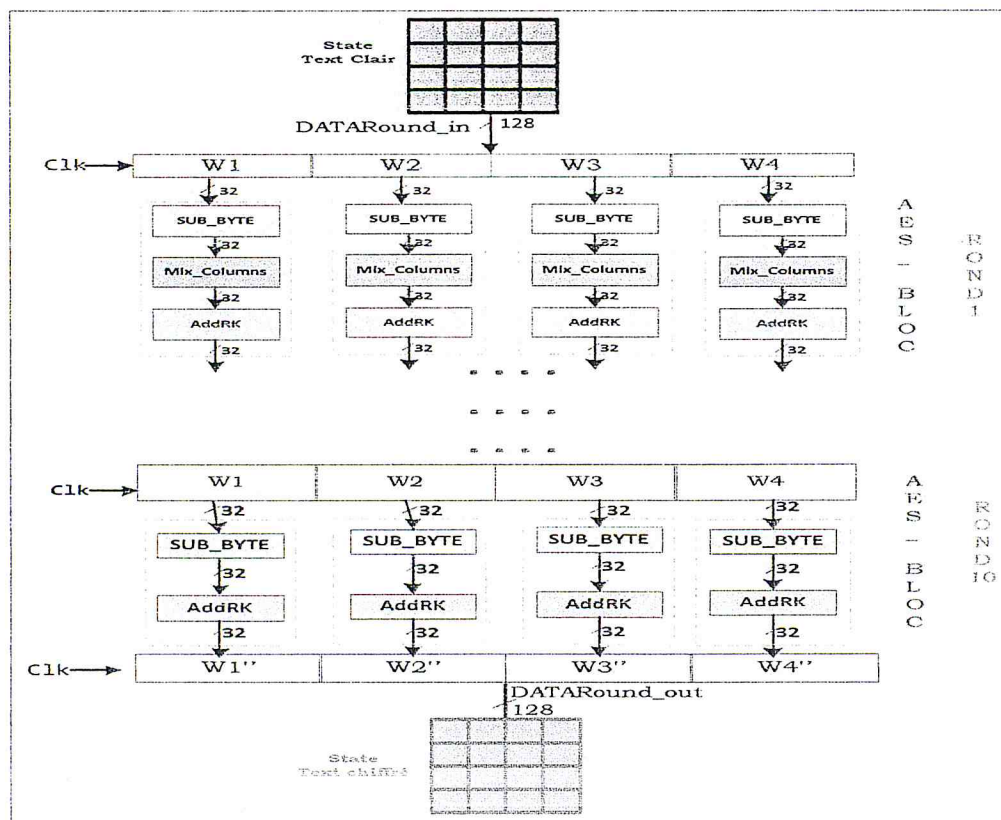 State
Text Clair
DATARound_in 128
Clk W1 W2 W3 W4
32 32 32 32
SUB_BYTE SUB_BYTE SUB_BYTE SUB_BYTE
32 32 32 32
Mix_Columns Mix_Columns Mix_Columns Mix_Columns
32 32 32 32
AddRK AddRK AddRK AddRK
32 32 32 32
AES - BLOC
ROND 1
Clk W1 W2 W3 W4
32 32 32 32
SUB_BYTE SUB_BYTE SUB_BYTE SUB_BYTE
32 32 32 32
AddRK AddRK AddRK AddRK
32 32 32 32
AES - BLOC
ROND 10
Clk W1'' W2'' W3'' W4''
DATARound_out
128
State
Text chiffré